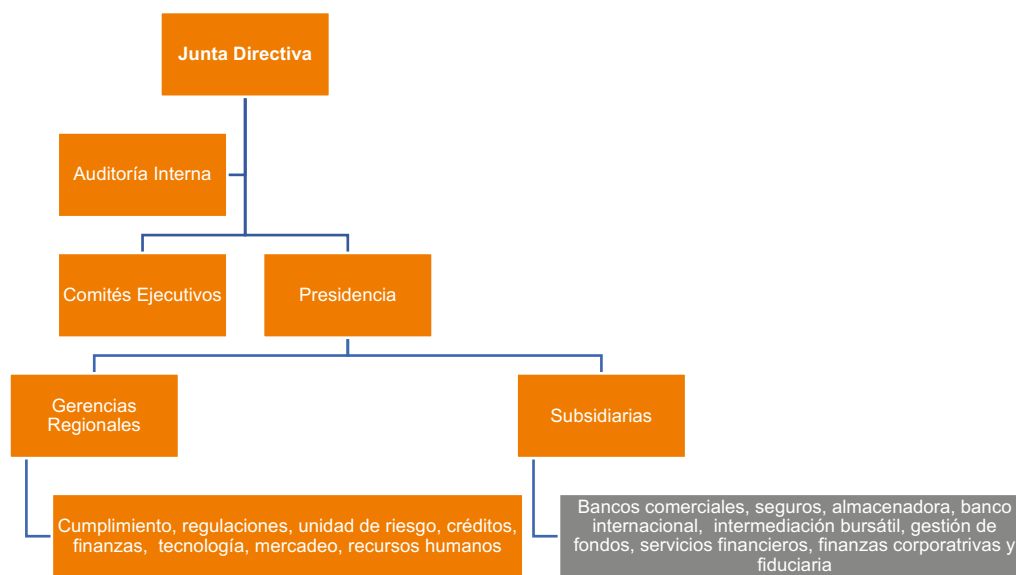 Junta Directiva
Auditoría Interna
Comités Ejecutivos
Presidencia
Gerencias
Regionales
Subsidiarias
Cumplimiento, regulaciones, unidad de riesgo, créditos,
finanzas, tecnología, mercadeo, recursos humanos
Bancos comerciales, seguros, almacenadora, banco
internacional, intermediación bursátil, gestión de
fondos, servicios financieros, finanzas corporatrivas y
fiduciaria